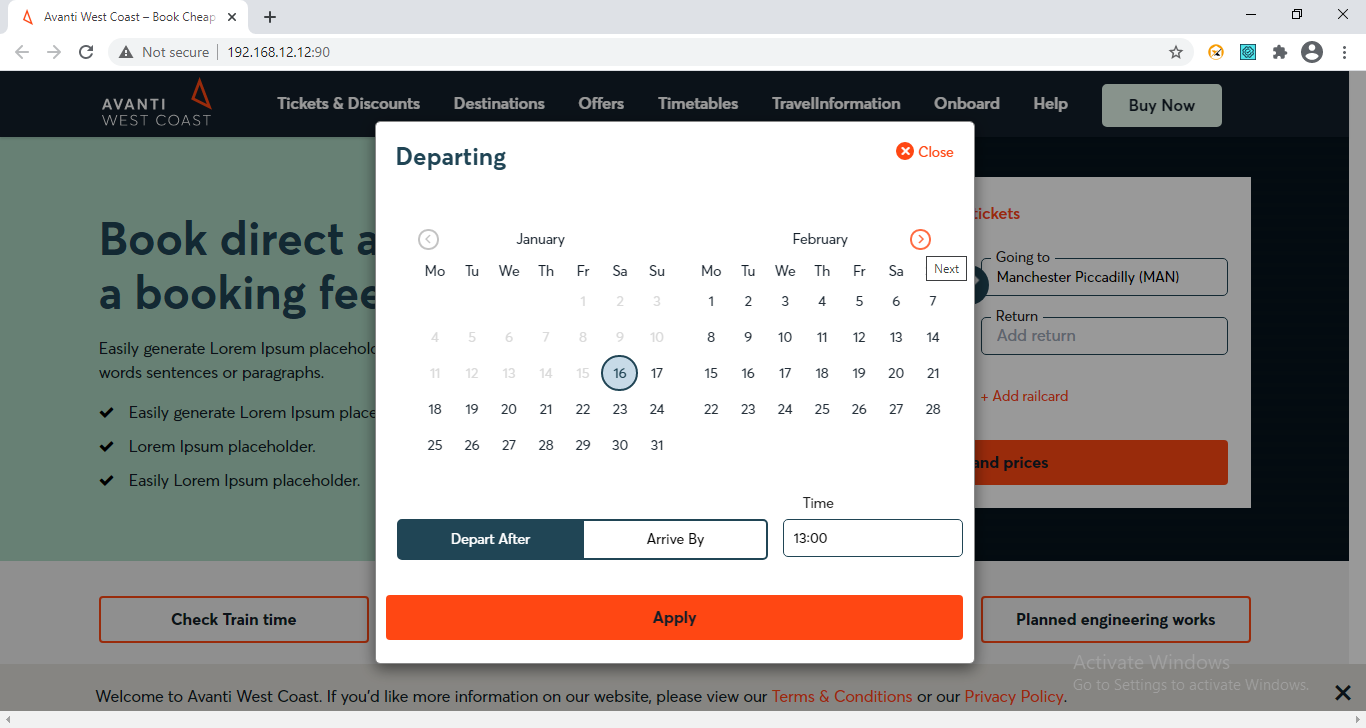 Avanti West Coast – Book Cheap
Not secure
192.168.12.12:90
AVANTI
WEST COAST
Tickets & Discounts
Destinations
Offers
Timetables
TravelInformation
Onboard
Help
Buy Now
Book direct
a booking
Easily generate Lorem Ipsum
words sentences or paragraphs.
Easily generate Lorem Ipsum
Lorem Ipsum placeholder.
Easily Lorem Ipsum placeholder.
Departing
Close
January
February
Mo Tu We Th Fr Sa Su
Mo Tu We Th Fr Sa
Next
1 2 3
1 2 3 4 5 6 7
4 5 6 7 8 9 10
8 9 10 11 12 13 14
11 12 13 14 15 16 17
15 16 17 18 19 20 21
18 19 20 21 22 23 24
22 23 24 25 26 27 28
25 26 27 28 29 30 31
Time
Depart After
Arrive By
13:00
Apply
tickets
Going to
Manchester Piccadilly (MAN)
Return
Add return
+ Add railcard
and prices
Check Train time
Planned engineering works
Activate Windows
Go to Settings to activate Windows.
Welcome to Avanti West Coast. If you'd like more information on our website, please view our Terms & Conditions or our Privacy Policy.